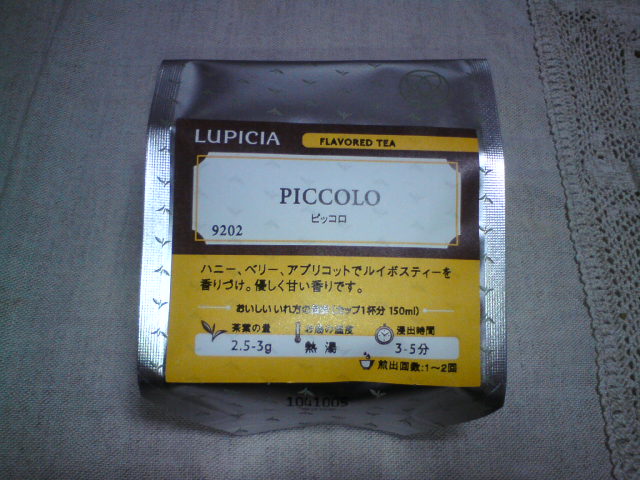 LUPICIA
FLAVORED TEA
PICCOLO
ピッコロ
9202
ハニー、ベリー、アプリコットでルイボスティーを
香りづけ。優しく甘い香りです。
おいしいいれ方の目安 (カップ1杯分 150ml)
茶葉の量 お湯の温度 浸出時間
2.5-3g 熱湯 3-5分
煎出回数:1~2回
1041005